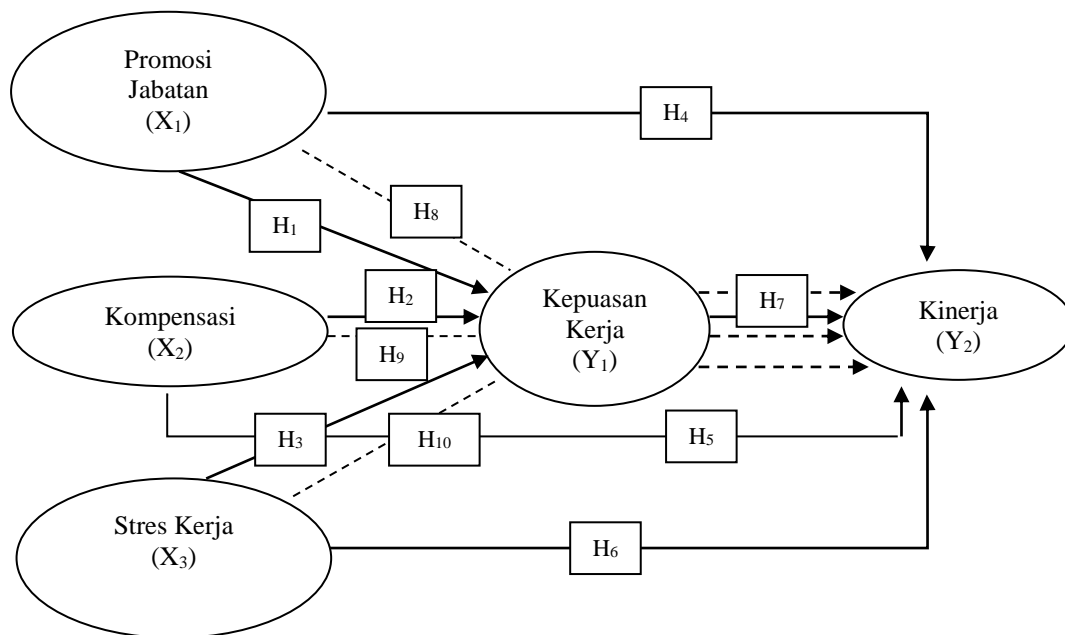 Promosi
Jabatan
(X₁)
H₄
H₈
H₁
H₂
Kompensasi
(X₂)
H₉
Kepuasan
Kerja
(Y₁)
H₇
Kinerja
(Y₂)
H₃
H₁₀
H₅
Stres Kerja
(X₃)
H₆